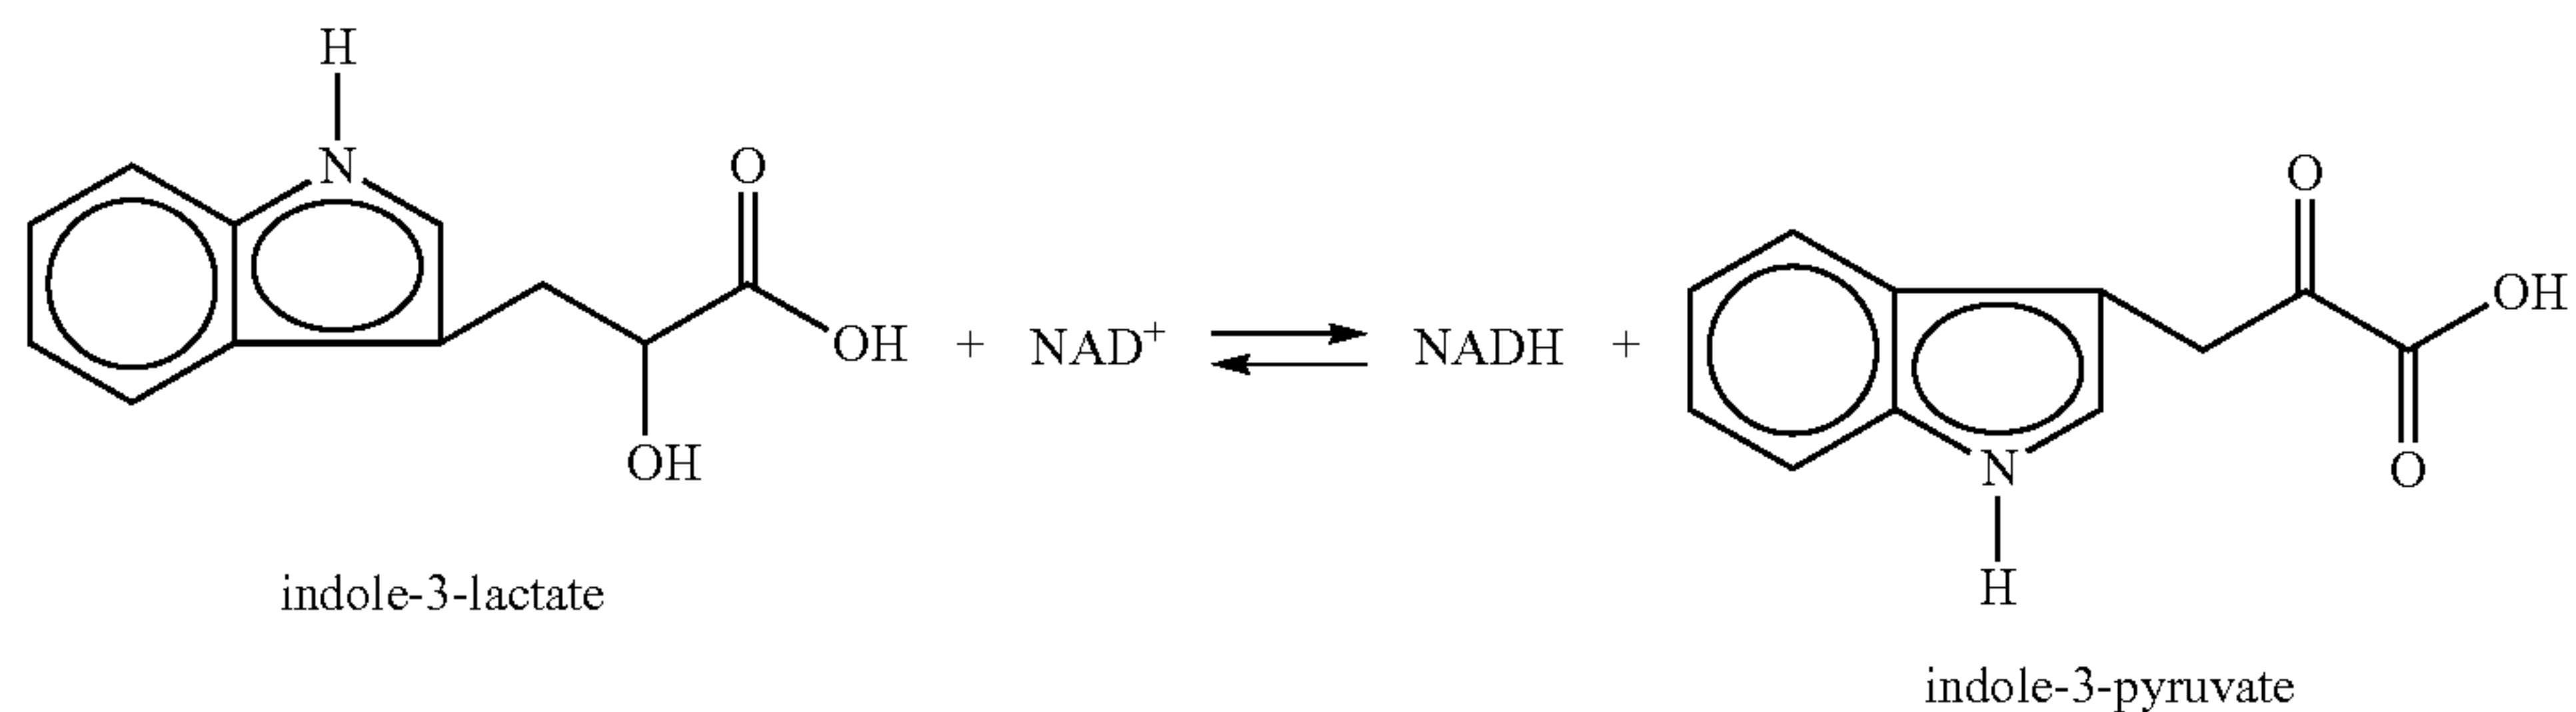 H
N
O
OH
OH
+ NAD⁺
NADH +
O
OH
O
N
H
indole-3-lactate
indole-3-pyruvate